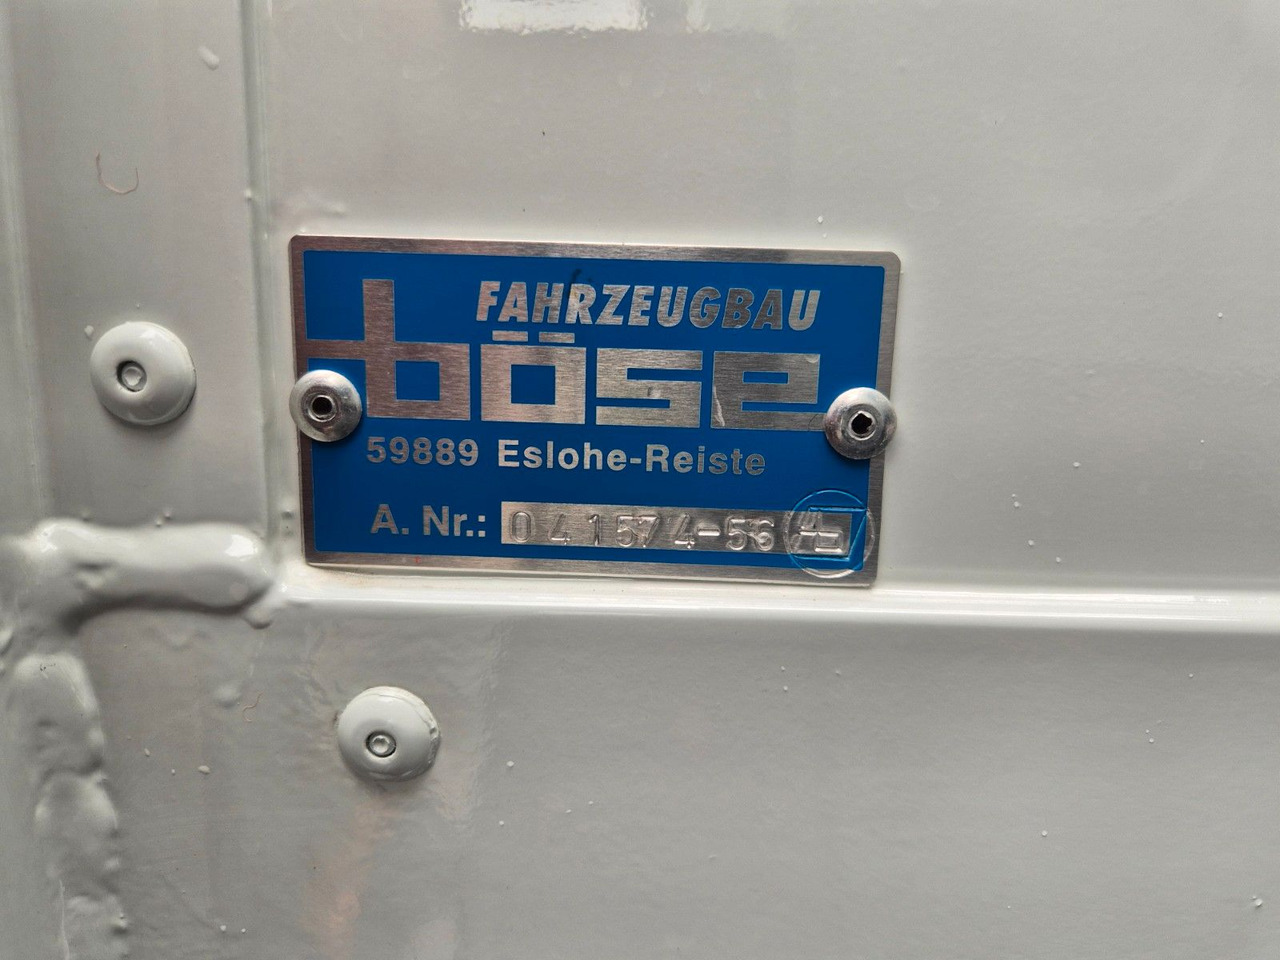 FAHRZEUGBAU
böse
59889 Eslohe-Reiste
A. Nr.: 041574-56